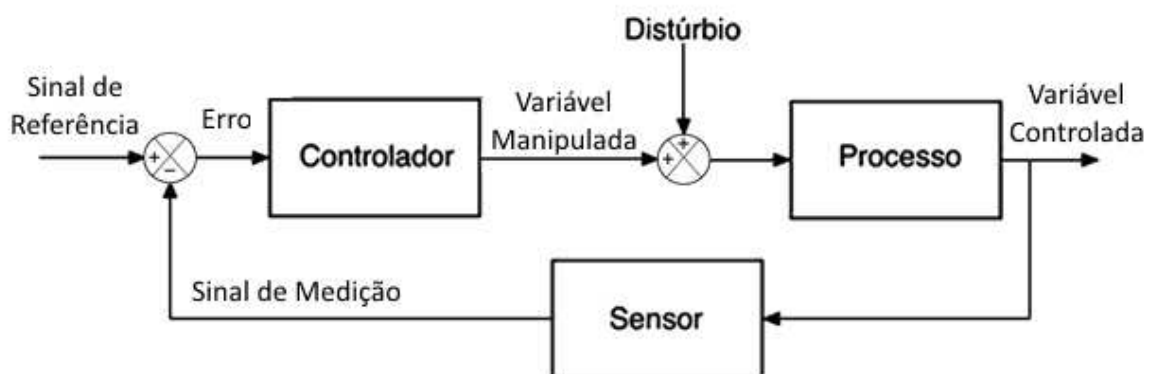 Distúrbio
Sinal de
Referência
Erro
Controlador
Variável
Manipulada
Processo
Variável
Controlada
+
−
+
+
Sinal de Medição
Sensor